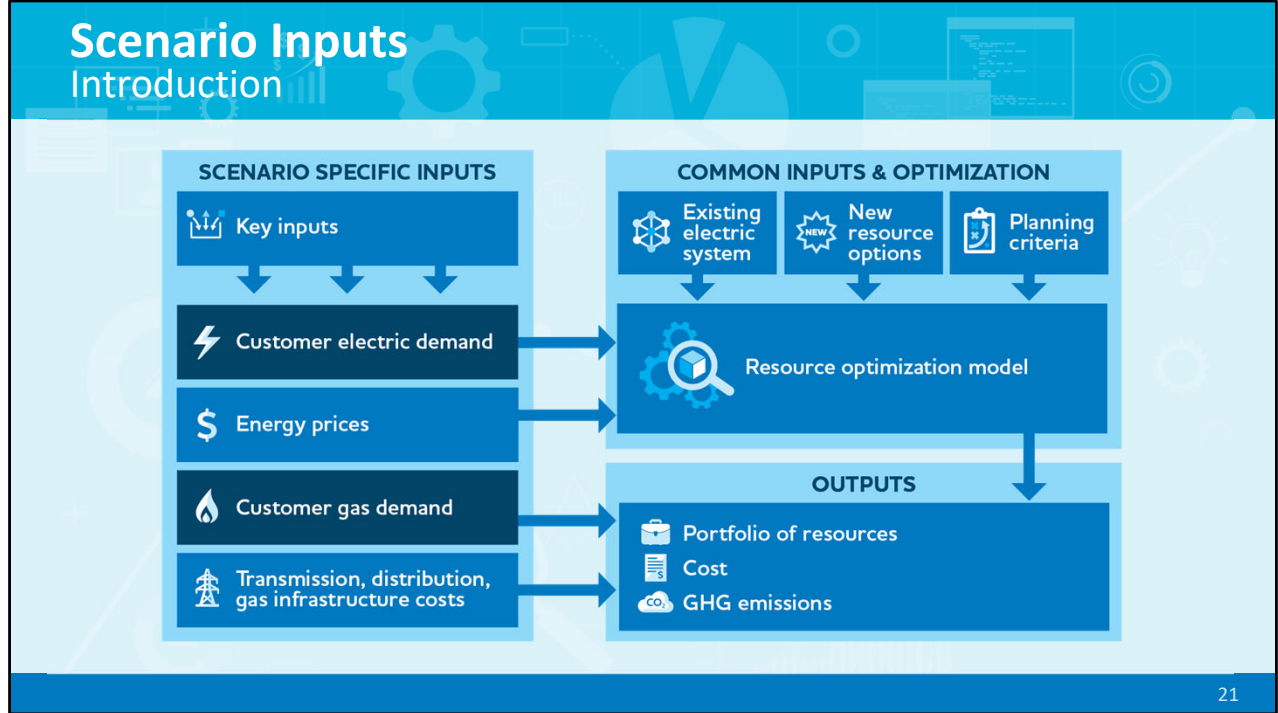 Scenario Inputs
Introduction
SCENARIO SPECIFIC INPUTS
Key inputs
Customer electric demand
$
Energy prices
Customer gas demand
Transmission, distribution,
gas infrastructure costs
COMMON INPUTS & OPTIMIZATION
Existing
electric
system
NEW
New
resource
options
Planning
criteria
Resource optimization model
OUTPUTS
Portfolio of resources
$
Cost
CO₂
GHG emissions
21